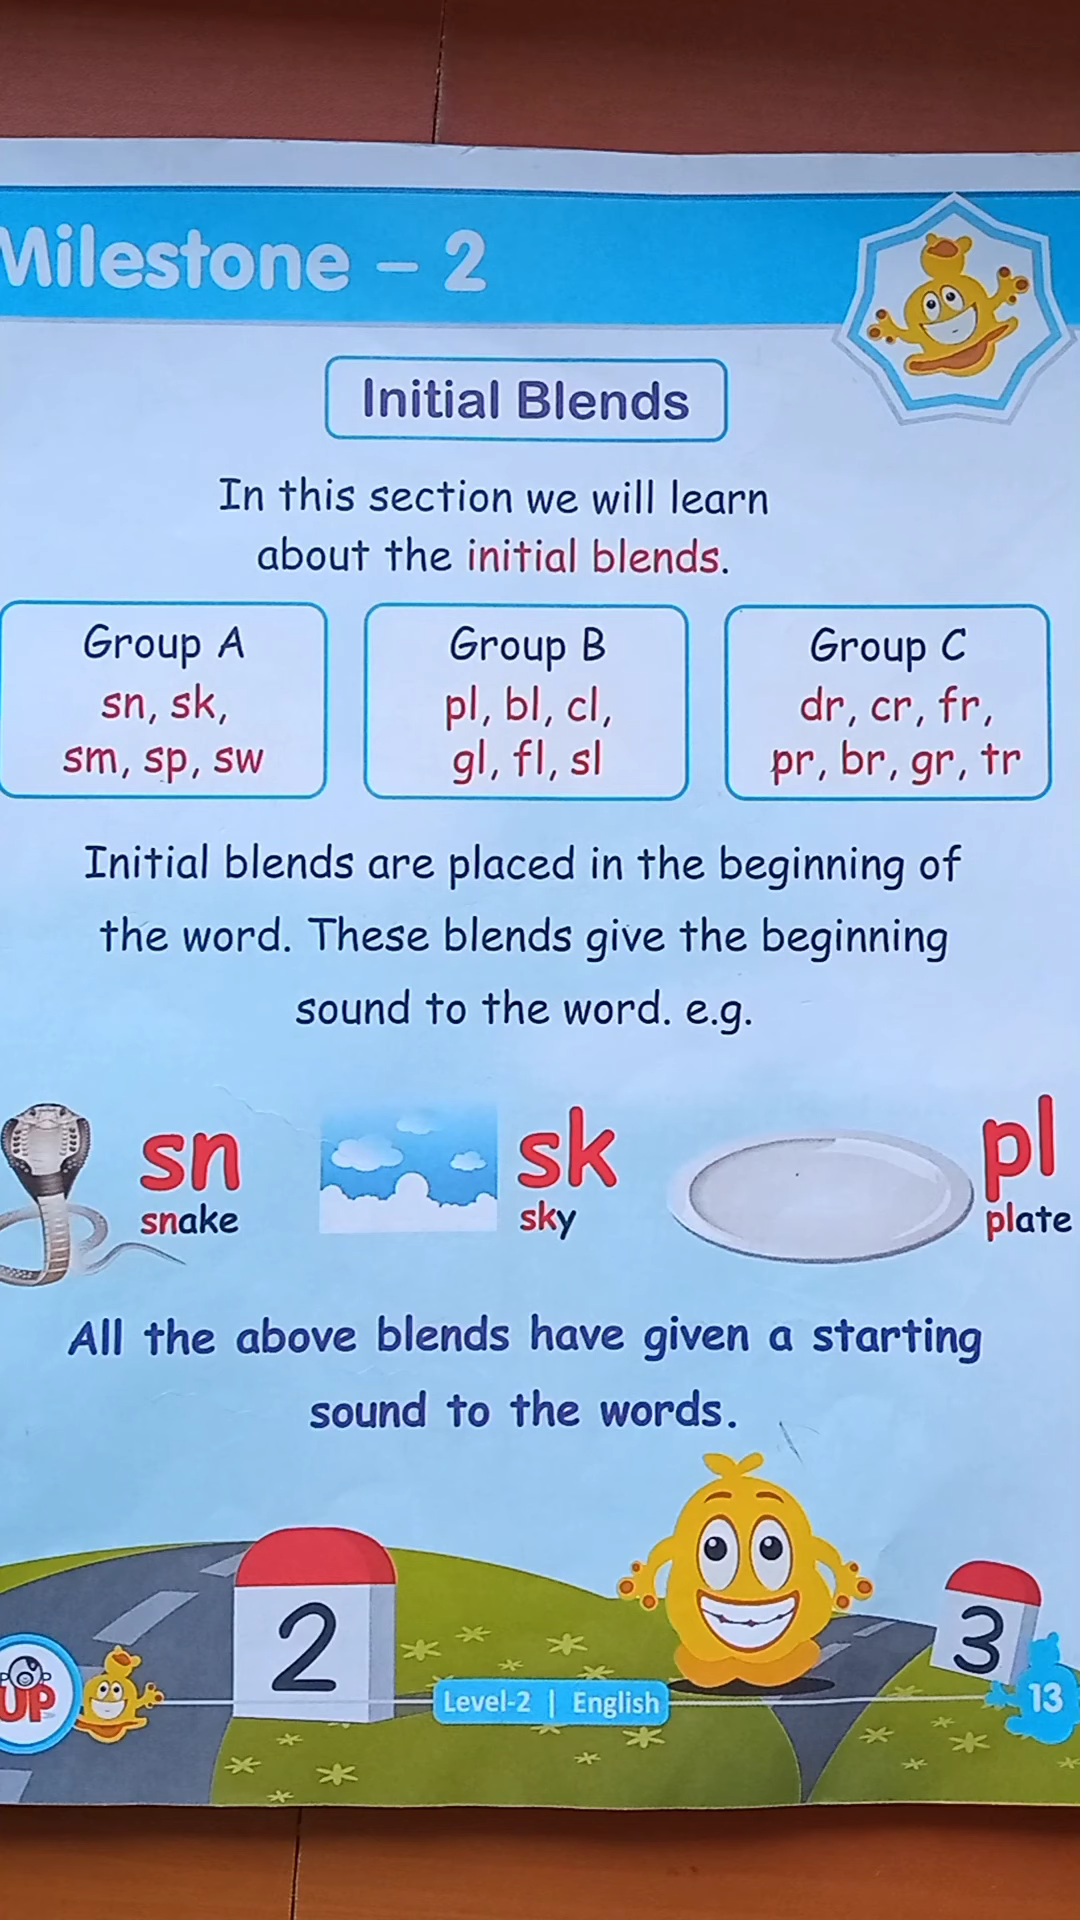 Milestone – 2
Initial Blends
In this section we will learn
about the initial blends.
Group A
sn, sk,
sm, sp, sw
Group B
pl, bl, cl,
gl, fl, sl
Group C
dr, cr, fr,
pr, br, gr, tr
Initial blends are placed in the beginning of
the word. These blends give the beginning
sound to the word. e.g.
sn
snake
sk
sky
pl
plate
All the above blends have given a starting
sound to the words.
2
3
UP
Level-2 | English
13